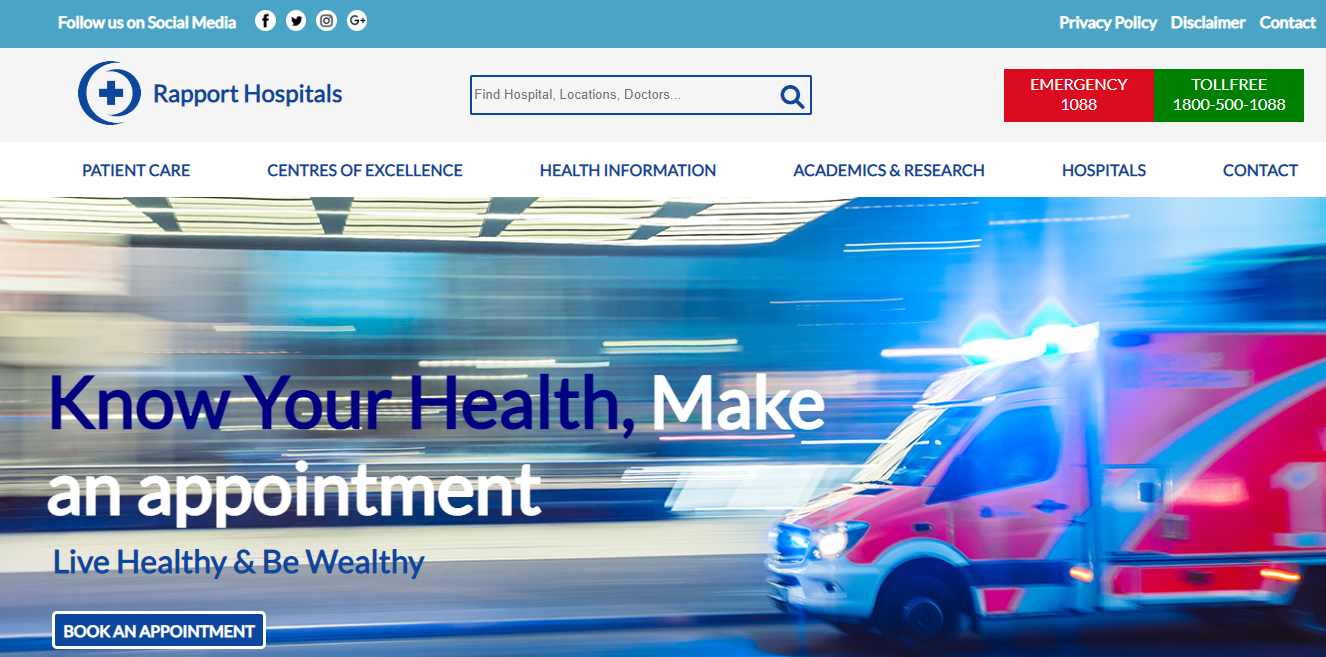 Follow us on Social Media
Privacy Policy Disclaimer Contact
Rapport Hospitals
Find Hospital, Locations, Doctors...
EMERGENCY
1088
TOLLFREE
1800-500-1088
PATIENT CARE
CENTRES OF EXCELLENCE
HEALTH INFORMATION
ACADEMICS & RESEARCH
HOSPITALS
CONTACT
Know Your Health, Make
an appointment
Live Healthy & Be Wealthy
BOOK AN APPOINTMENT